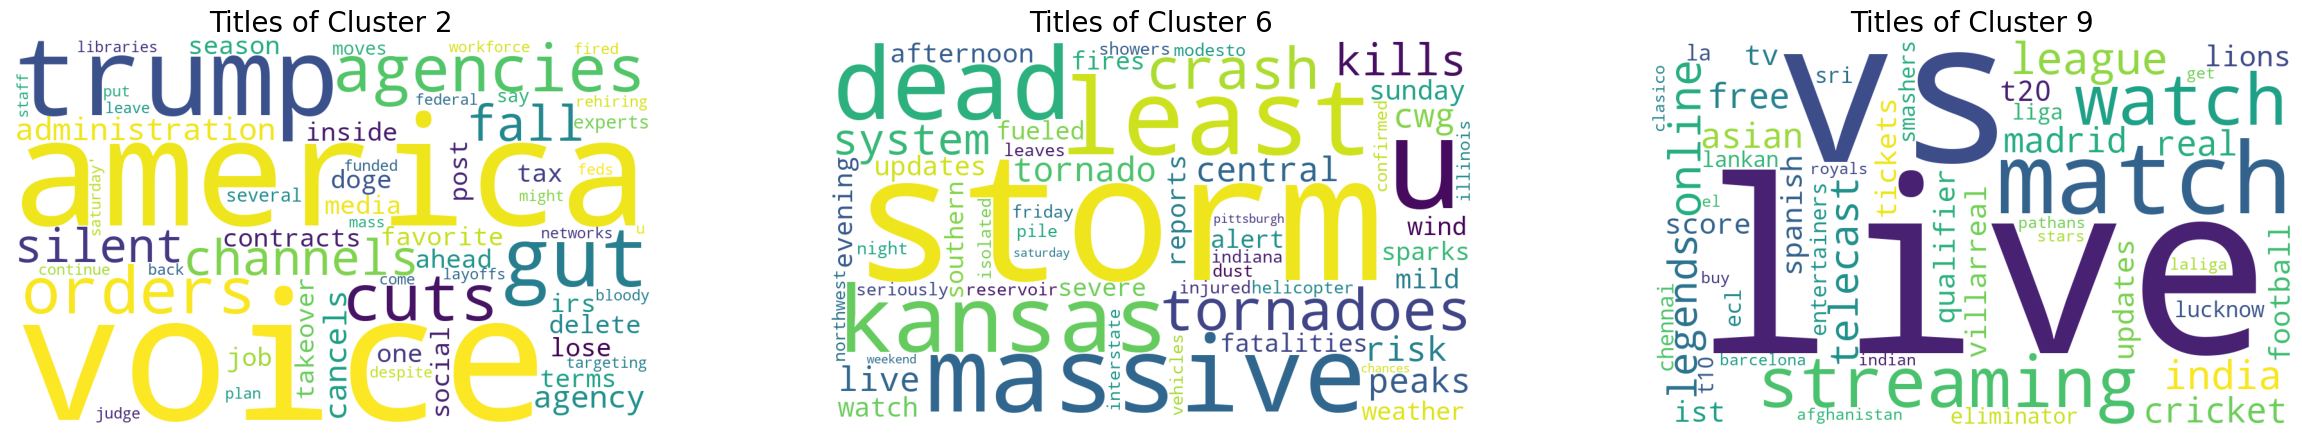 Titles of Cluster 2
libraries
season
moves
workforce
fired
trump
agencies
staff
put
leave
federal
say
rehiring
administration
inside
fall
experts
america
funded
doge
post
tax
feds
several
media
might
saturday'
mass
silent
contracts
favorite
networks
u
channels
ahead
gut
continue
back
come
layoffs
orders
cuts
irs
bloody
takeover
cancels
delete
voice
job
one
social
lose
despite
targeting
plan
terms
agency
judge
Titles of Cluster 6
afternoon
showers
modesto
kills
dead
fires
crash
least
sunday
system
fueled
confirmed
cwg
leaves
updates
tornado
central
u
illinois
evening
storm
southern
isolated
friday
pile
reports
pittsburgh
alert
wind
night
saturday
indiana
sparks
dust
mild
northwest
seriously
reservoir
severe
injured
helicopter
kansas
tornadoes
interstate
fatalities
risk
weekend
live
massive
vehicles
chances
peaks
watch
weather
Titles of Cluster 9
la
tv
vs
smashers
league
lions
clasico
sri
get
free
online
tickets
t20
watch
asian
liga
lankan
madrid
real
spanish
royals
match
live
el
score
legends
entertainers
telecast
qualifier
villarreal
pathans
stars
updates
football
buy
laliga
chennai
ecl
lucknow
t10
barcelona
indian
streaming
india
ist
afghanistan
eliminator
cricket